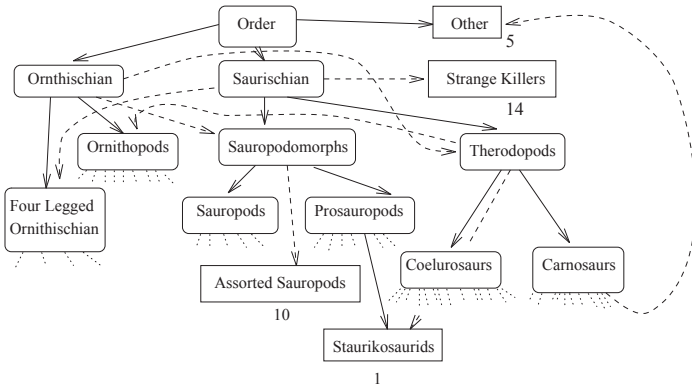 Order
Other
5
Ornthischian
Saurischian
Strange Killers
14
Ornithopods
Sauropodomorphs
Therodopods
Four Legged
Ornithischian
Sauropods
Prosauropods
Coelurosaurs
Carnosaurs
Assorted Sauropods
10
Staurikosaurids
1